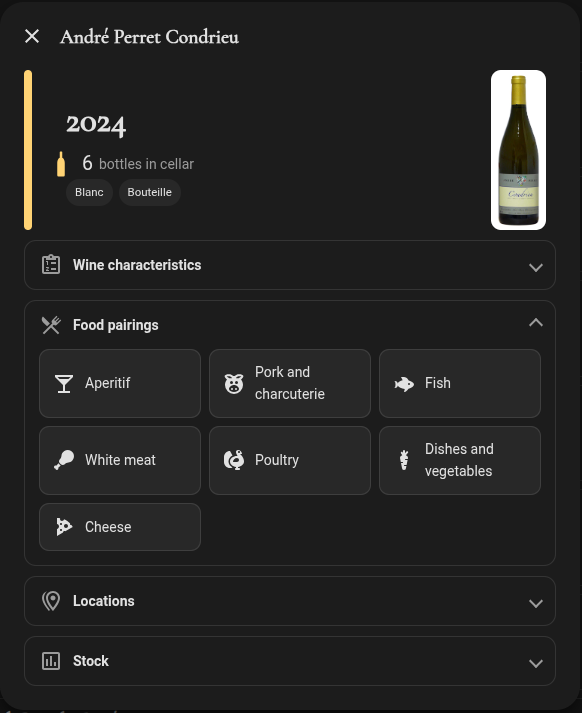 André Perret Condrieu
2024
6 bottles in cellar
Blanc Bouteille
Condrieu
Wine characteristics
Food pairings
Aperitif
Pork and
charcuterie
Fish
White meat
Poultry
Dishes and
vegetables
Cheese
Locations
Stock